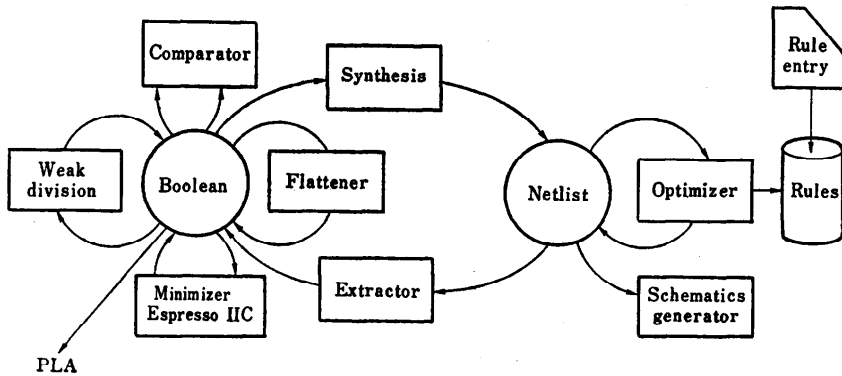 Comparator
Synthesis
Rule
entry
Weak
division
Boolean
Flattener
Netlist
Optimizer
Rules
Minimizer
Espresso IIC
Extractor
Schematics
generator
PLA